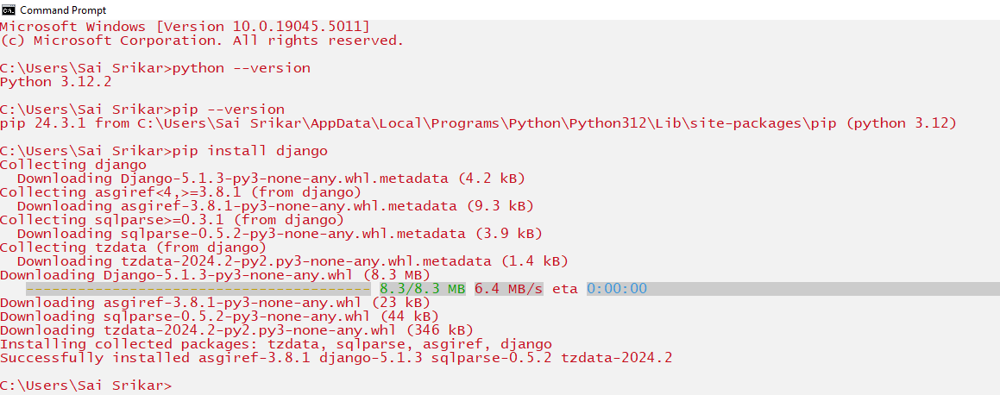 Command Prompt
Microsoft Windows [Version 10.0.19045.5011]
(c) Microsoft Corporation. All rights reserved.
C:\Users\Sai Srikar>python --version
Python 3.12.2
C:\Users\Sai Srikar>pip --version
pip 24.3.1 from C:\Users\Sai Srikar\AppData\Local\Programs\Python\Python312\Lib\site-packages\pip (python 3.12)
C:\Users\Sai Srikar>pip install django
Collecting django
  Downloading Django-5.1.3-py3-none-any.whl.metadata (4.2 kB)
Collecting asgiref<4,>=3.8.1 (from django)
  Downloading asgiref-3.8.1-py3-none-any.whl.metadata (9.3 kB)
Collecting sqlparse>=0.3.1 (from django)
  Downloading sqlparse-0.5.2-py3-none-any.whl.metadata (3.9 kB)
Collecting tzdata (from django)
  Downloading tzdata-2024.2-py2.py3-none-any.whl.metadata (1.4 kB)
Downloading Django-5.1.3-py3-none-any.whl (8.3 MB)
   ---------------------------------------- 8.3/8.3 MB 6.4 MB/s eta 0:00:00
Downloading asgiref-3.8.1-py3-none-any.whl (23 kB)
Downloading sqlparse-0.5.2-py3-none-any.whl (44 kB)
Downloading tzdata-2024.2-py2.py3-none-any.whl (346 kB)
Installing collected packages: tzdata, sqlparse, asgiref, django
Successfully installed asgiref-3.8.1 django-5.1.3 sqlparse-0.5.2 tzdata-2024.2
C:\Users\Sai Srikar>